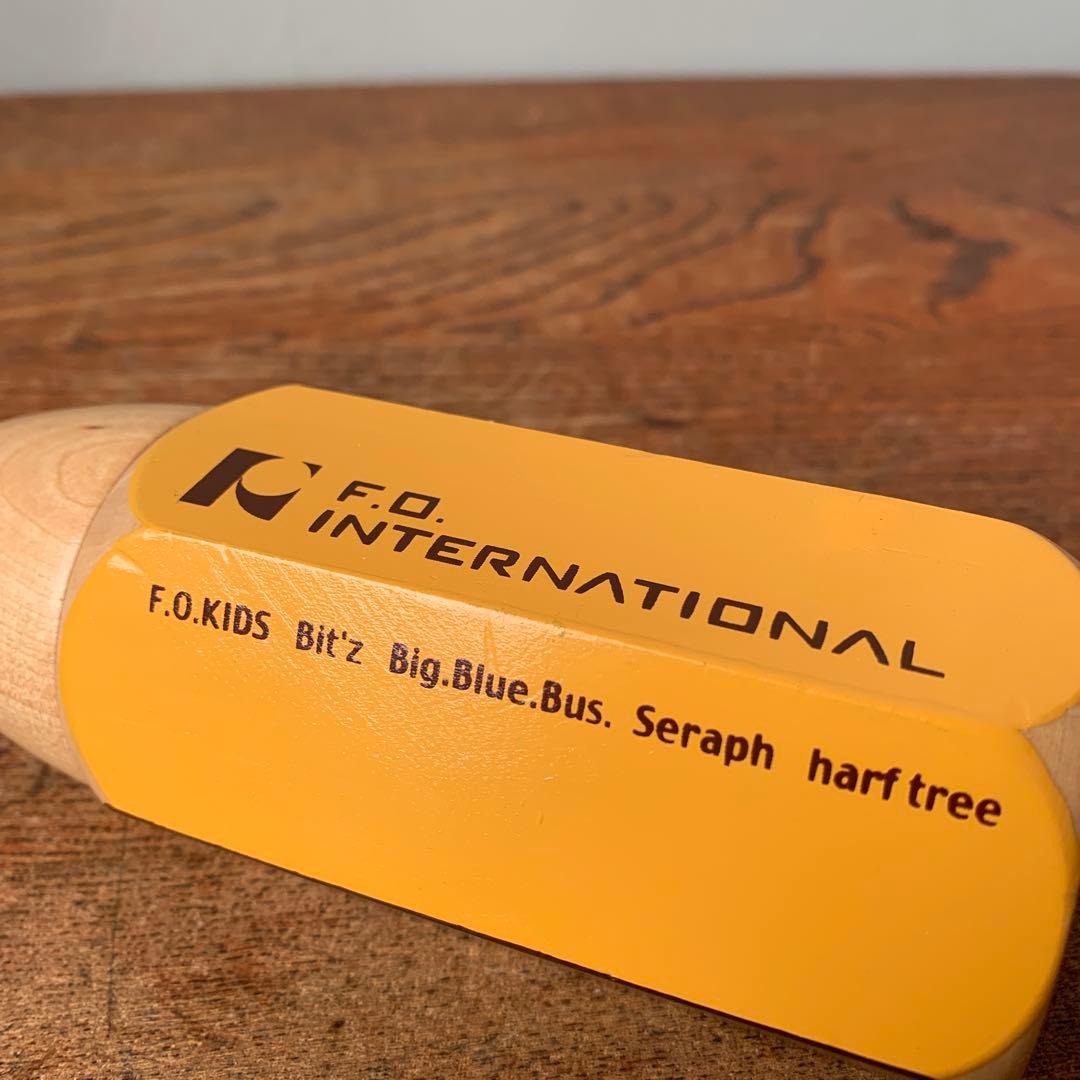 F.O.
INTERNATIONAL
F.O.KIDS Bit'z Big.Blue.Bus. Seraph harf tree